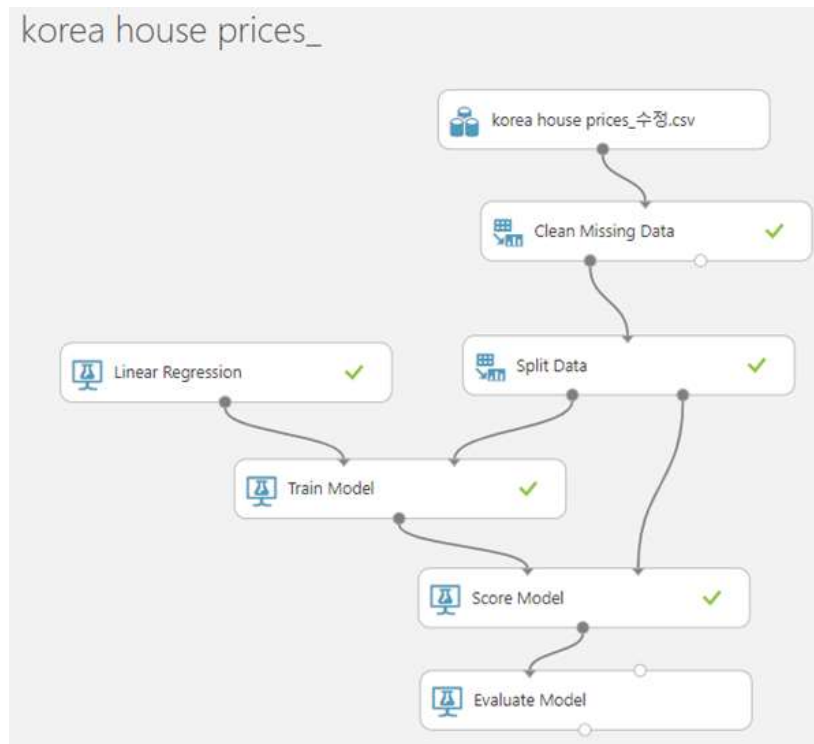 korea house prices_
korea house prices_수정.csv
Clean Missing Data
Linear Regression
Split Data
Train Model
Score Model
Evaluate Model